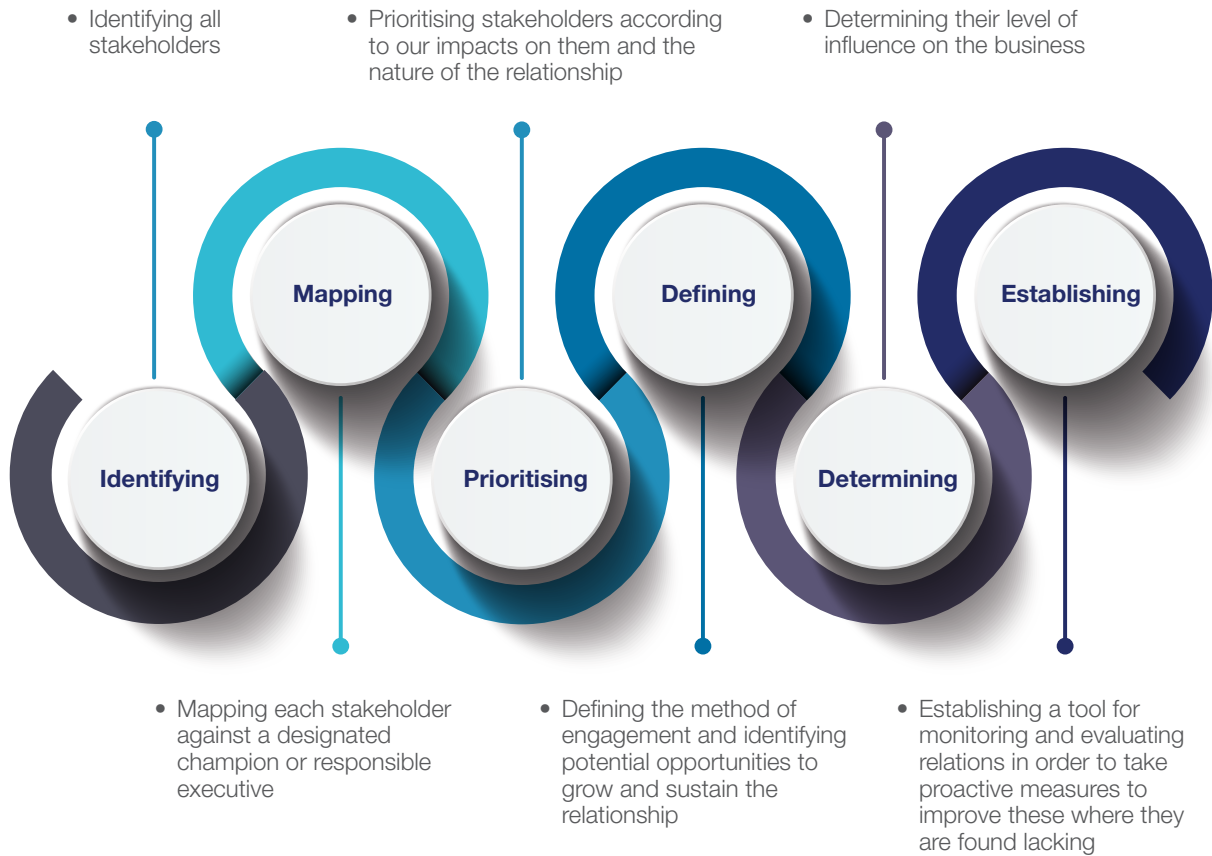 • Identifying all
stakeholders
• Prioritising stakeholders according
to our impacts on them and the
nature of the relationship
• Determining their level of
influence on the business
Mapping
Defining
Establishing
Identifying
Prioritising
Determining
• Mapping each stakeholder
against a designated
champion or responsible
executive
• Defining the method of
engagement and identifying
potential opportunities to
grow and sustain the
relationship
• Establishing a tool for
monitoring and evaluating
relations in order to take
proactive measures to
improve these where they
are found lacking